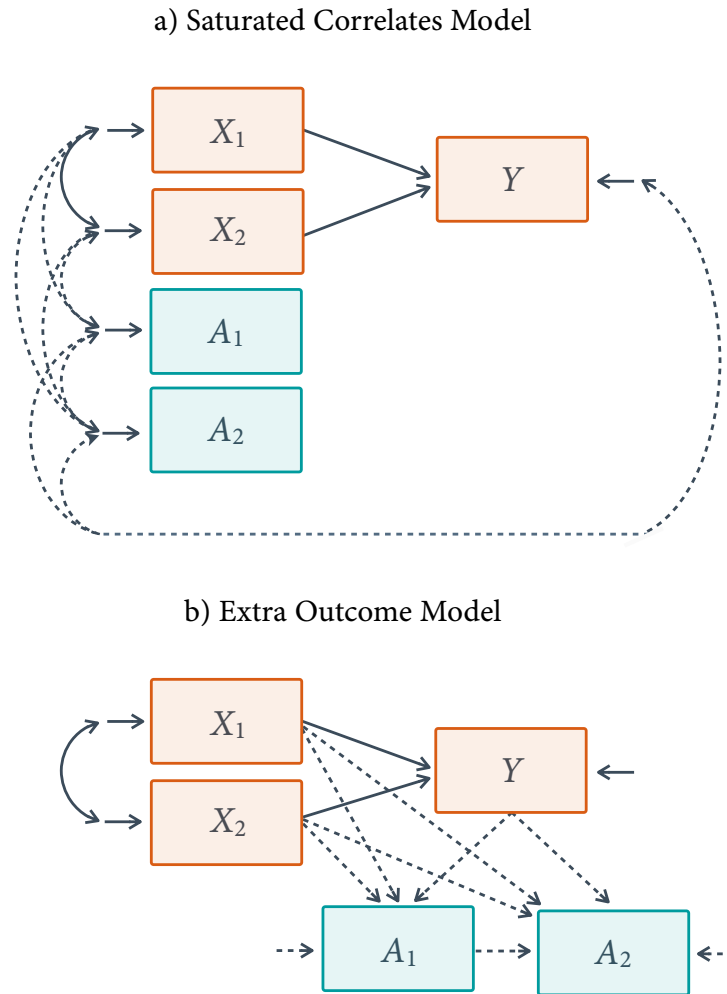 a) Saturated Correlates Model
X₁
Y
X₂
A₁
A₂
b) Extra Outcome Model
X₁
Y
X₂
A₁
A₂